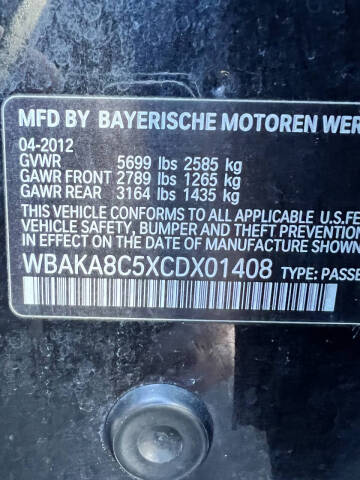 MFD BY BAYERISCHE MOTOREN WER
04-2012
GVWR 5699 lbs 2585 kg
GAWR FRONT 2789 lbs 1265 kg
GAWR REAR 3164 lbs 1435 kg
THIS VEHICLE CONFORMS TO ALL APPLICABLE U.S.FE
VEHICLE SAFETY, BUMPER AND THEFT
STANDARDS IN EFFECT ON THE DATE OF
MANUFACTURE SHOWN
WBAKA8C5XCDX01408 TYPE: PASSE